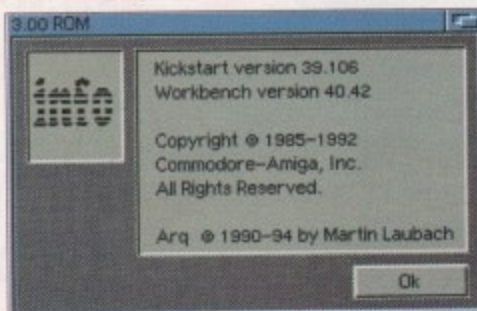 3.00 ROM
info
Kickstart version 39.106
Workbench version 40.42
Copyright © 1985-1992
Commodore-Amiga, Inc.
All Rights Reserved.
Arq © 1990-94 by Martin Laubach
Ok